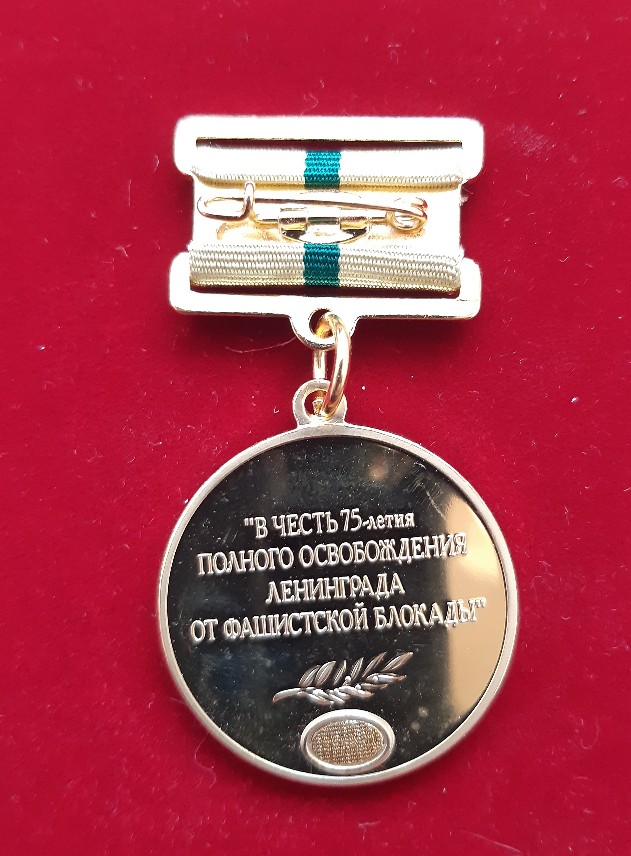 "В ЧЕСТЬ 75-летия
ПОЛНОГО ОСВОБОЖДЕНИЯ
ЛЕНИНГРАДА
ОТ ФАШИСТСКОЙ БЛОКАДЫ"